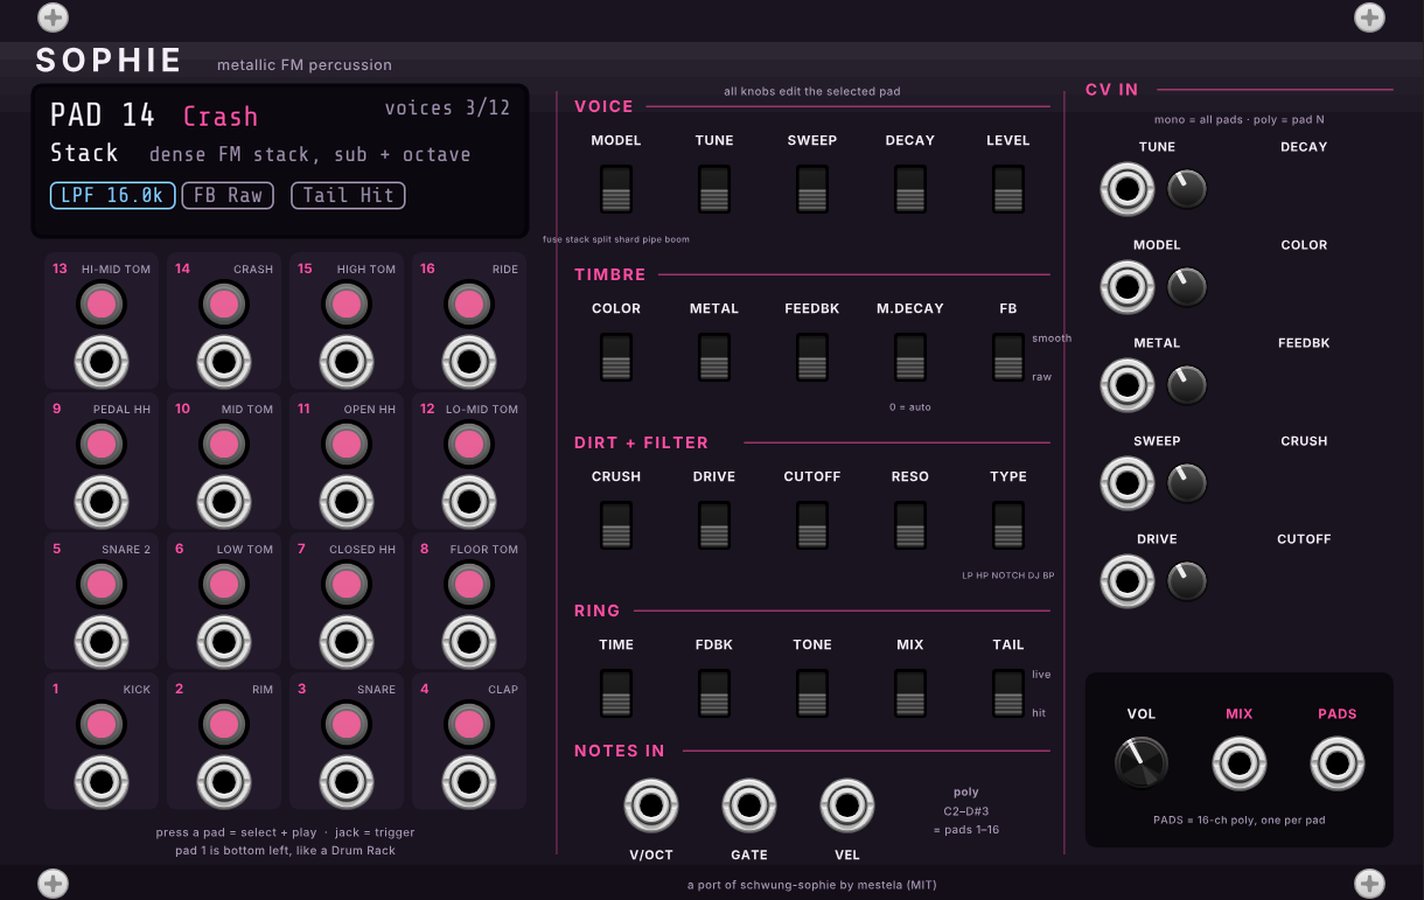 SOPHIE metallic FM percussion
PAD 14 Crash voices 3/12
Stack dense FM stack, sub + octave
LPF 16.0k FB Raw Tail Hit
13 HI-MID TOM 14 CRASH 15 HIGH TOM 16 RIDE
9 PEDAL HH 10 MID TOM 11 OPEN HH 12 LO-MID TOM
5 SNARE 2 6 LOW TOM 7 CLOSED HH 8 FLOOR TOM
1 KICK 2 RIM 3 SNARE 4 CLAP
press a pad = select + play · jack = trigger
pad 1 is bottom left, like a Drum Rack
all knobs edit the selected pad
VOICE
MODEL TUNE SWEEP DECAY LEVEL
fuse stack split shard pipe boom
TIMBRE
COLOR METAL FEEDBK M.DECAY FB
smooth
raw
0 = auto
DIRT + FILTER
CRUSH DRIVE CUTOFF RESO TYPE
LP HP NOTCH DJ BP
RING
TIME FDBK TONE MIX TAIL
live
hit
NOTES IN
poly
C2–D#3
= pads 1–16
V/OCT GATE VEL
CV IN
mono = all pads · poly = pad N
TUNE DECAY
MODEL COLOR
METAL FEEDBK
SWEEP CRUSH
DRIVE CUTOFF
VOL MIX PADS
PADS = 16-ch poly, one per pad
a port of schwung-sophie by mestela (MIT)